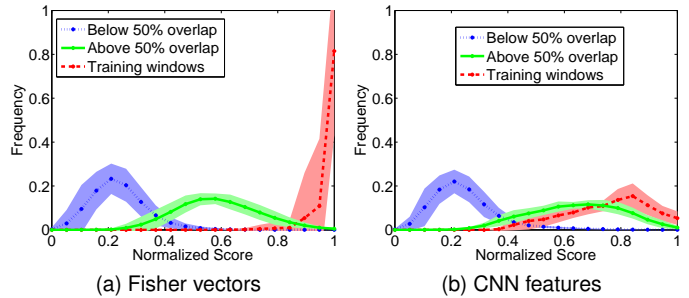 1
0.8
0.6
0.4
0.2
0
Frequency
Below 50% overlap
Above 50% overlap
Training windows
0 0.2 0.4 0.6 0.8 1
Normalized Score
(a) Fisher vectors
1
0.8
0.6
0.4
0.2
0
Frequency
Below 50% overlap
Above 50% overlap
Training windows
0 0.2 0.4 0.6 0.8 1
Normalized Score
(b) CNN features